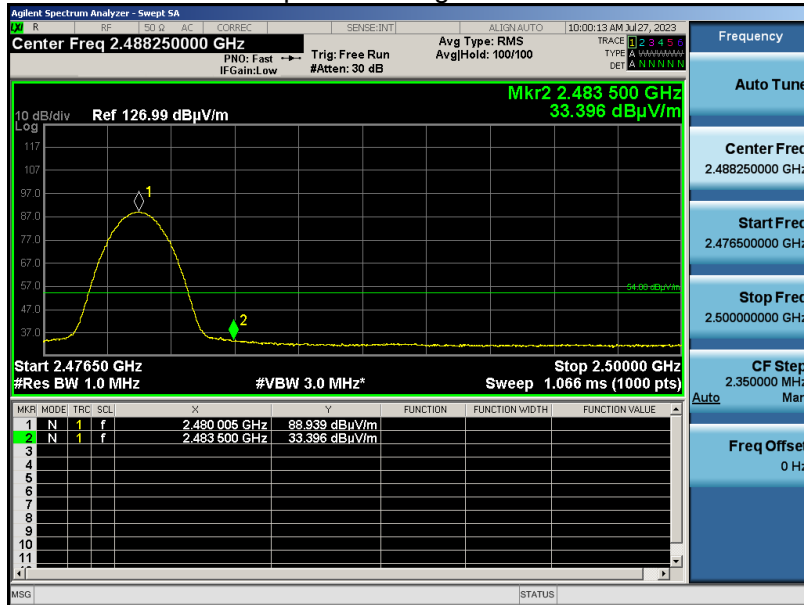 Agilent Spectrum Analyzer - Swept SA
LXI R RF 50 Ω AC CORREC SENSE:INT ALIGN AUTO 10:00:13 AM Jul 27, 2023
Center Freq 2.488250000 GHz
PNO: Fast
IFGain:Low
Trig: Free Run
#Atten: 30 dB
Avg Type: RMS
Avg|Hold: 100/100
TRACE 1 2 3 4 5 6
TYPE A
DET A N N N N N
Mkr2 2.483 500 GHz
33.396 dBμV/m
10 dB/div Ref 126.99 dBμV/m
Log
117
107
97.0
87.0
77.0
67.0
57.0
47.0
37.0
1
2
54.00 dBμV/m
Start 2.47650 GHz Stop 2.50000 GHz
#Res BW 1.0 MHz #VBW 3.0 MHz* Sweep 1.066 ms (1000 pts)
MKR MODE TRC SCL X Y FUNCTION FUNCTION WIDTH FUNCTION VALUE
1 N 1 f 2.480 005 GHz 88.939 dBμV/m
2 N 1 f 2.483 500 GHz 33.396 dBμV/m
3
4
5
6
7
8
9
10
11
MSG STATUS
Frequency
Auto Tune
Center Freq
2.488250000 GHz
Start Freq
2.476500000 GHz
Stop Freq
2.500000000 GHz
CF Step
2.350000 MHz
Auto Man
Freq Offset
0 Hz